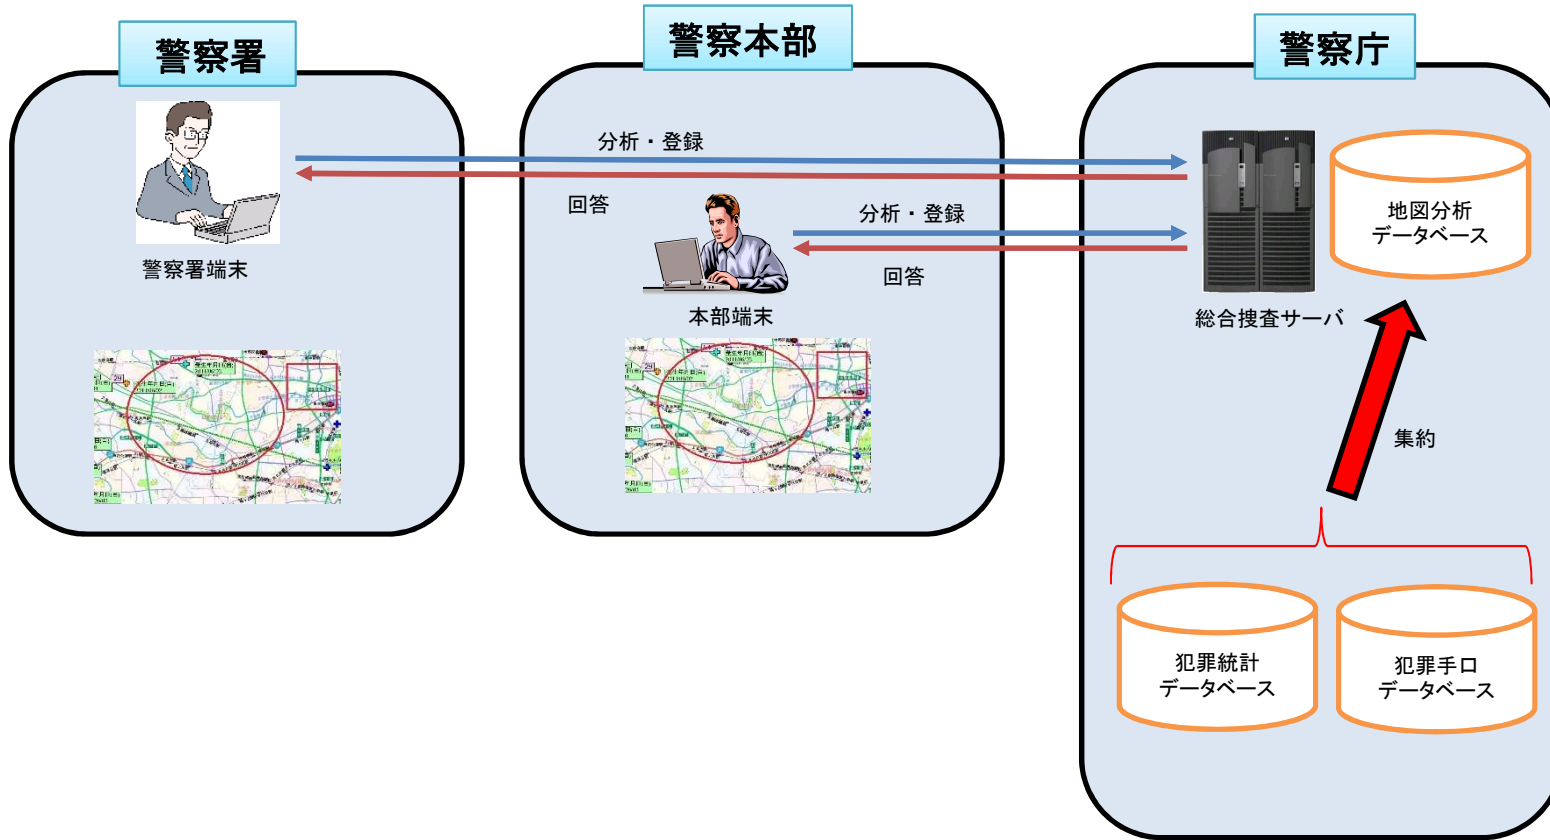 警察署
警察本部
警察庁
分析・登録
回答
分析・登録
回答
警察署端末
本部端末
総合捜査サーバ
地図分析
データベース
集約
犯罪統計
データベース
犯罪手口
データベース